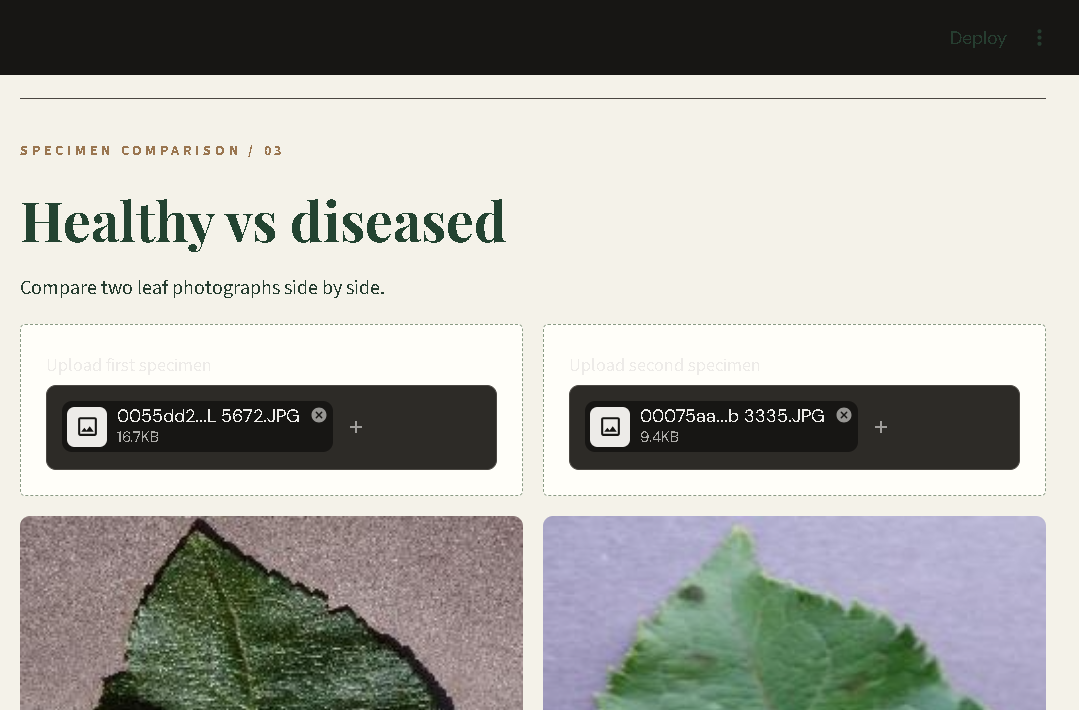 Deploy
SPECIMEN COMPARISON / 03
Healthy vs diseased
Compare two leaf photographs side by side.
Upload first specimen
Upload second specimen
0055dd2...L 5672.JPG
16.7KB
00075aa...b 3335.JPG
9.4KB